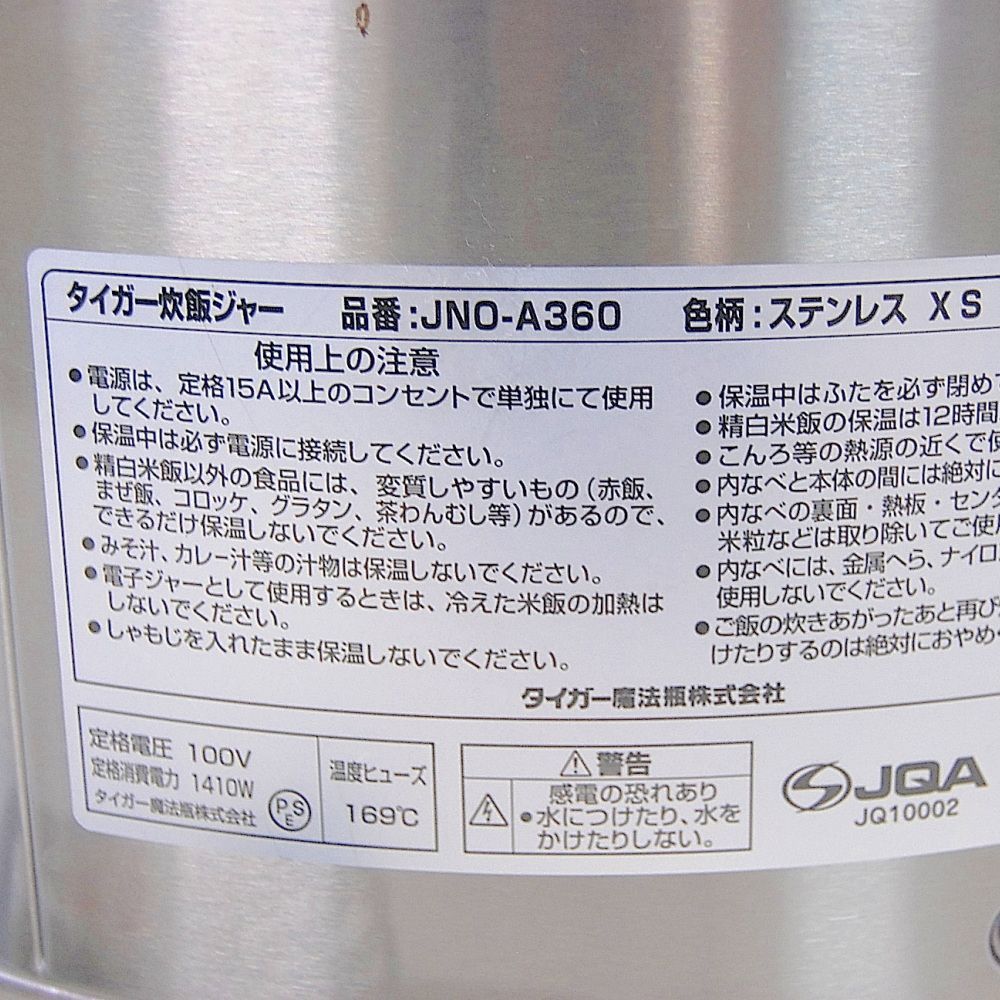 タイガー炊飯ジャー 品番:JNO-A360 色柄:ステンレス XS
使用上の注意
●電源は、定格15A以上のコンセントで単独にて使用
してください。
●保温中は必ず電源に接続してください。
●精白米飯以外の食品には、変質しやすいもの(赤飯、
まぜ飯、コロッケ、グラタン、茶わんむし等)があるので、
できるだけ保温しないでください。
●みそ汁、カレー汁等の汁物は保温しないでください。
●電子ジャーとして使用するときは、冷えた米飯の加熱は
しないでください。
●しゃもじを入れたまま保温しないでください。
●保温中はふたを必ず閉め
●精白米飯の保温は12時間
●こんろ等の熱源の近くで使
●内なべと本体の間には絶対に
●内なべの裏面・熱板・センタ
米粒などは取り除いてご使
●内なべには、金属へら、ナイロ
使用しないでください。
●ご飯の炊きあがったあと再び
けたりするのは絶対におやめ
タイガー魔法瓶株式会社
定格電圧 100V
定格消費電力 1410W
タイガー魔法瓶株式会社
PSE
温度ヒューズ
169℃
警告
感電の恐れあり
●水につけたり、水を
かけたりしない。
JQA
JQ10002